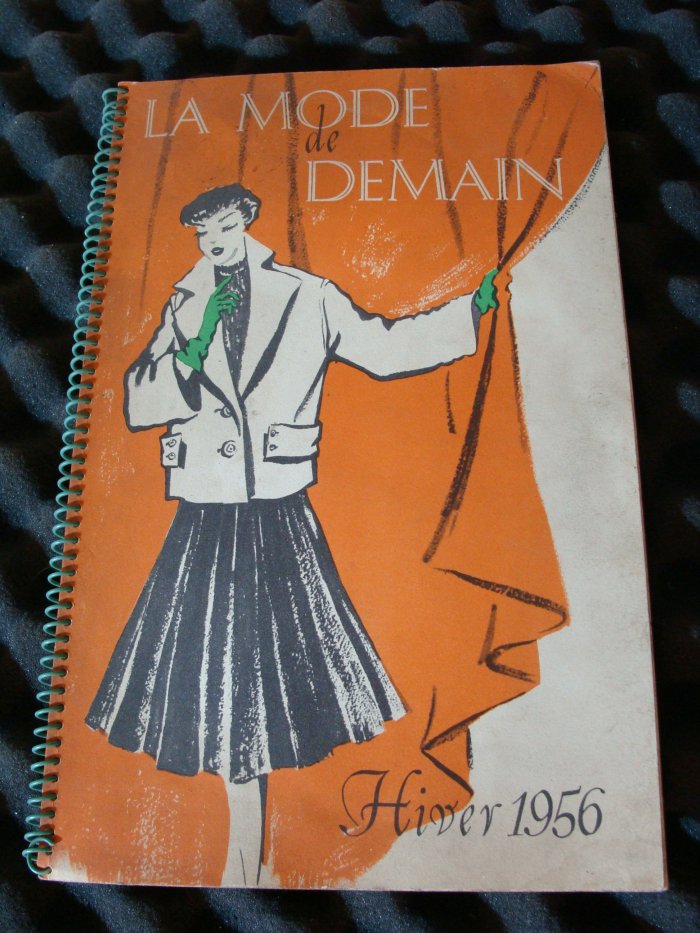 LA MODE
de
DEMAIN
Hiver 1956